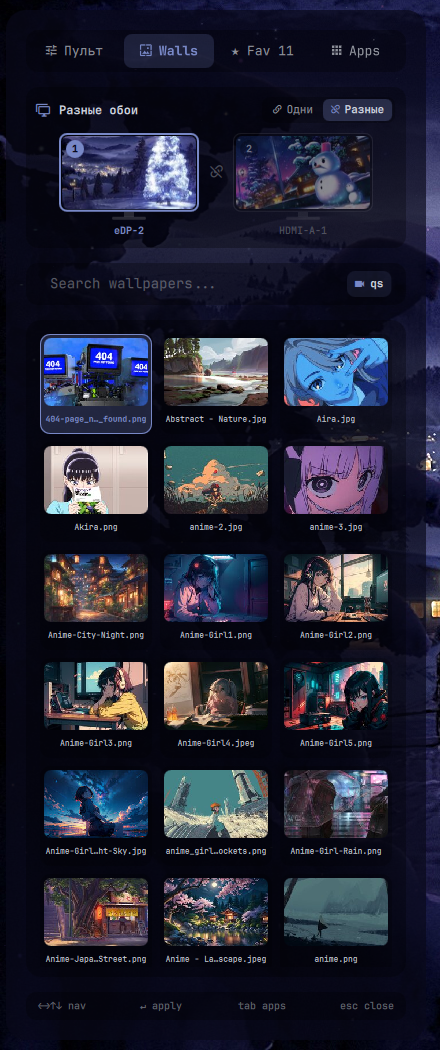 Пульт Walls ★ Fav 11 Apps
Разные обои Одни Разные
1 2
eDP-2 HDMI-A-1
Search wallpapers... qs
404 404 404
404-page_n…_found.png Abstract - Nature.jpg Aira.jpg
Akira.png anime-2.jpg anime-3.jpg
Anime-City-Night.png Anime-Girl1.png Anime-Girl2.png
Anime-Girl3.png Anime-Girl4.jpeg Anime-Girl5.png
Anime-Girl…ht-Sky.jpg anime_girl…ockets.png Anime-Girl-Rain.png
Anime-Japa…Street.png Anime - La…scape.jpeg anime.png
↔↑↓ nav ↵ apply tab apps esc close